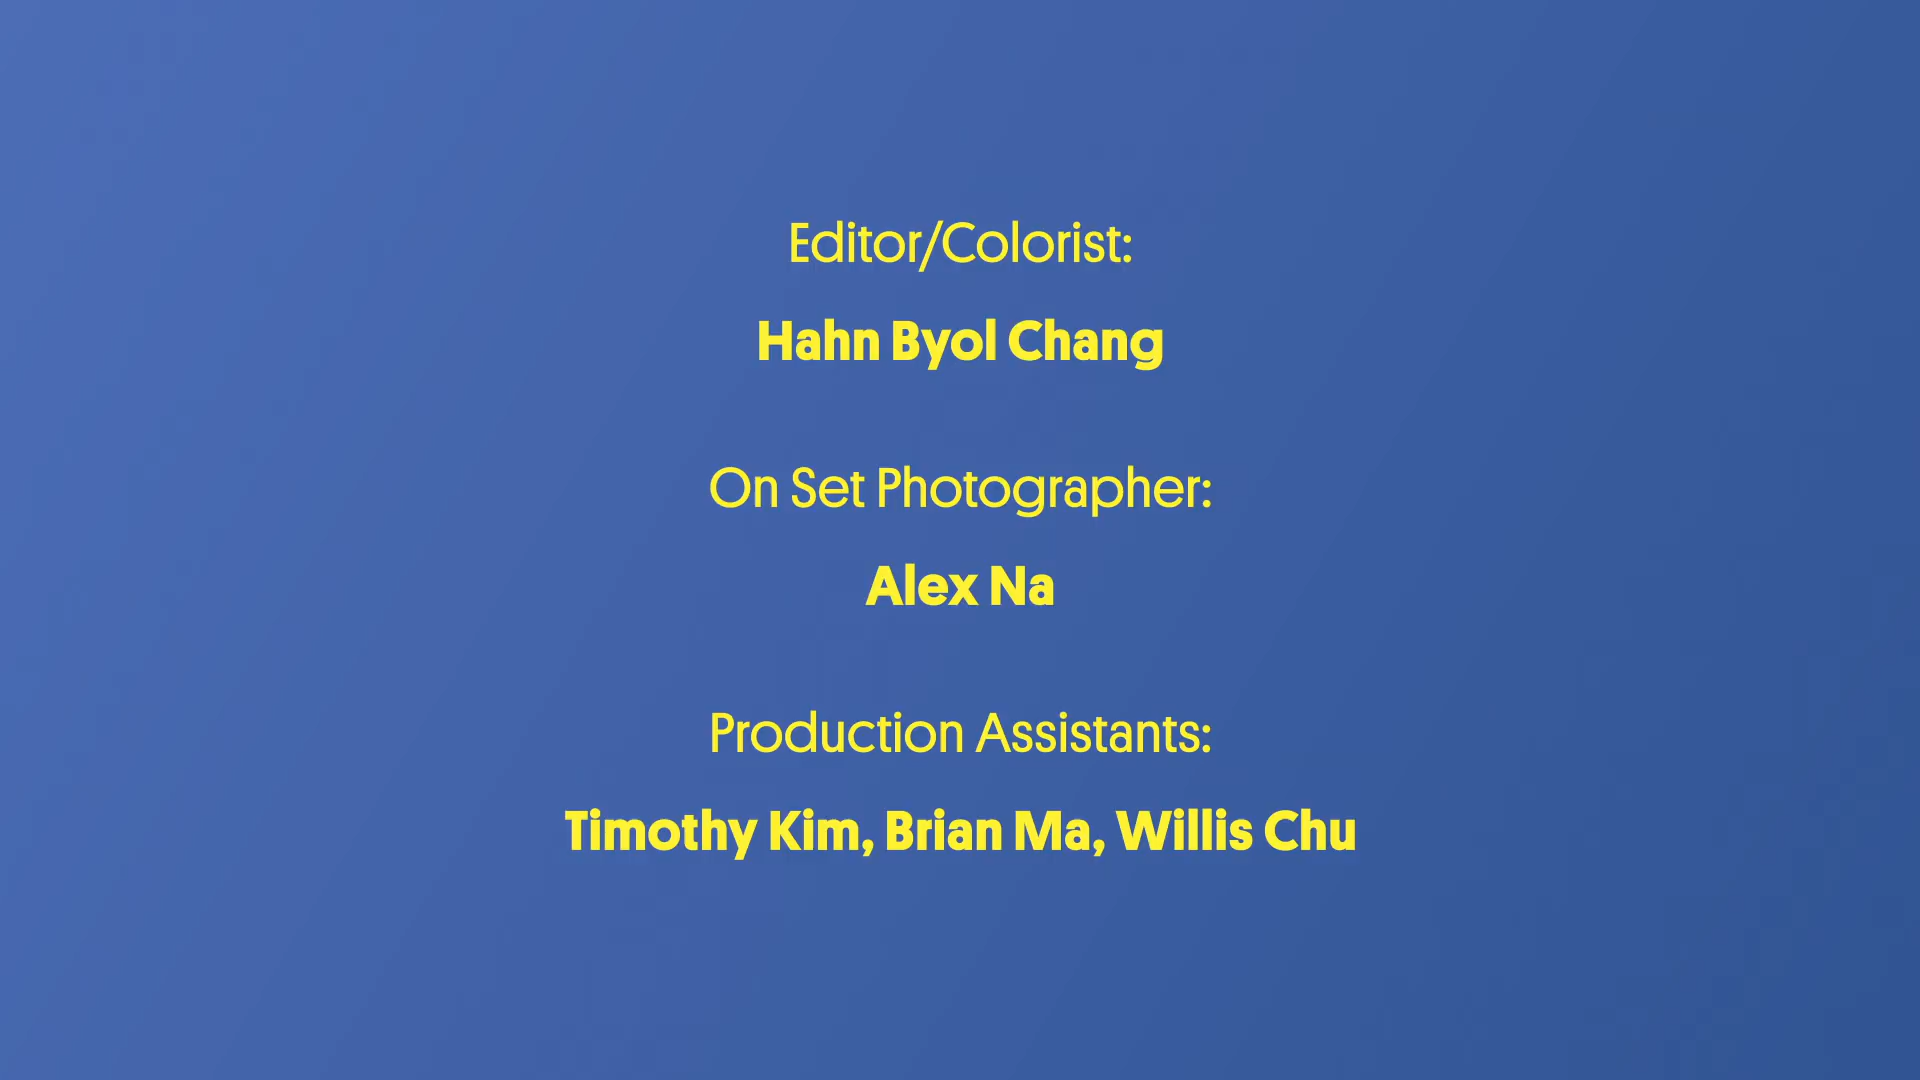 Editor/Colorist:
Hahn Byol Chang
On Set Photographer:
Alex Na
Production Assistants:
Timothy Kim, Brian Ma, Willis Chu